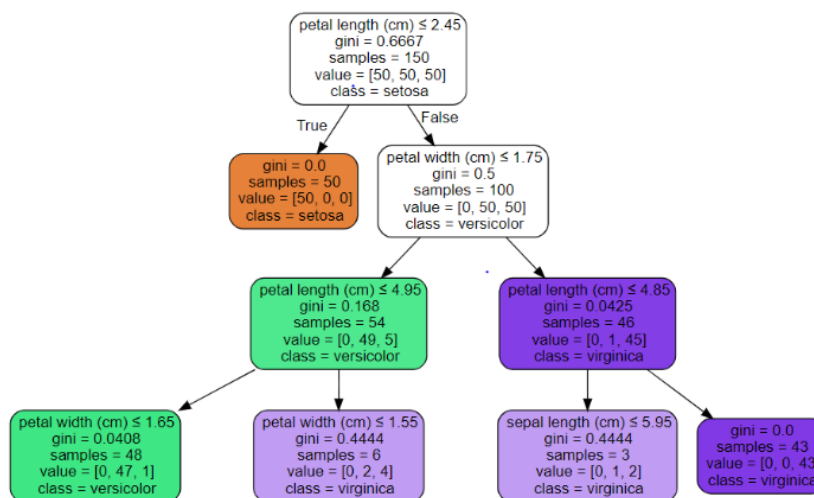 petal length (cm) ≤ 2.45
gini = 0.6667
samples = 150
value = [50, 50, 50]
class = setosa
True
False
gini = 0.0
samples = 50
value = [50, 0, 0]
class = setosa
petal width (cm) ≤ 1.75
gini = 0.5
samples = 100
value = [0, 50, 50]
class = versicolor
petal length (cm) ≤ 4.95
gini = 0.168
samples = 54
value = [0, 49, 5]
class = versicolor
petal length (cm) ≤ 4.85
gini = 0.0425
samples = 46
value = [0, 1, 45]
class = virginica
petal width (cm) ≤ 1.65
gini = 0.0408
samples = 48
value = [0, 47, 1]
class = versicolor
petal width (cm) ≤ 1.55
gini = 0.4444
samples = 6
value = [0, 2, 4]
class = virginica
sepal length (cm) ≤ 5.95
gini = 0.4444
samples = 3
value = [0, 1, 2]
class = virginica
gini = 0.0
samples = 43
value = [0, 0, 43
class = virginica